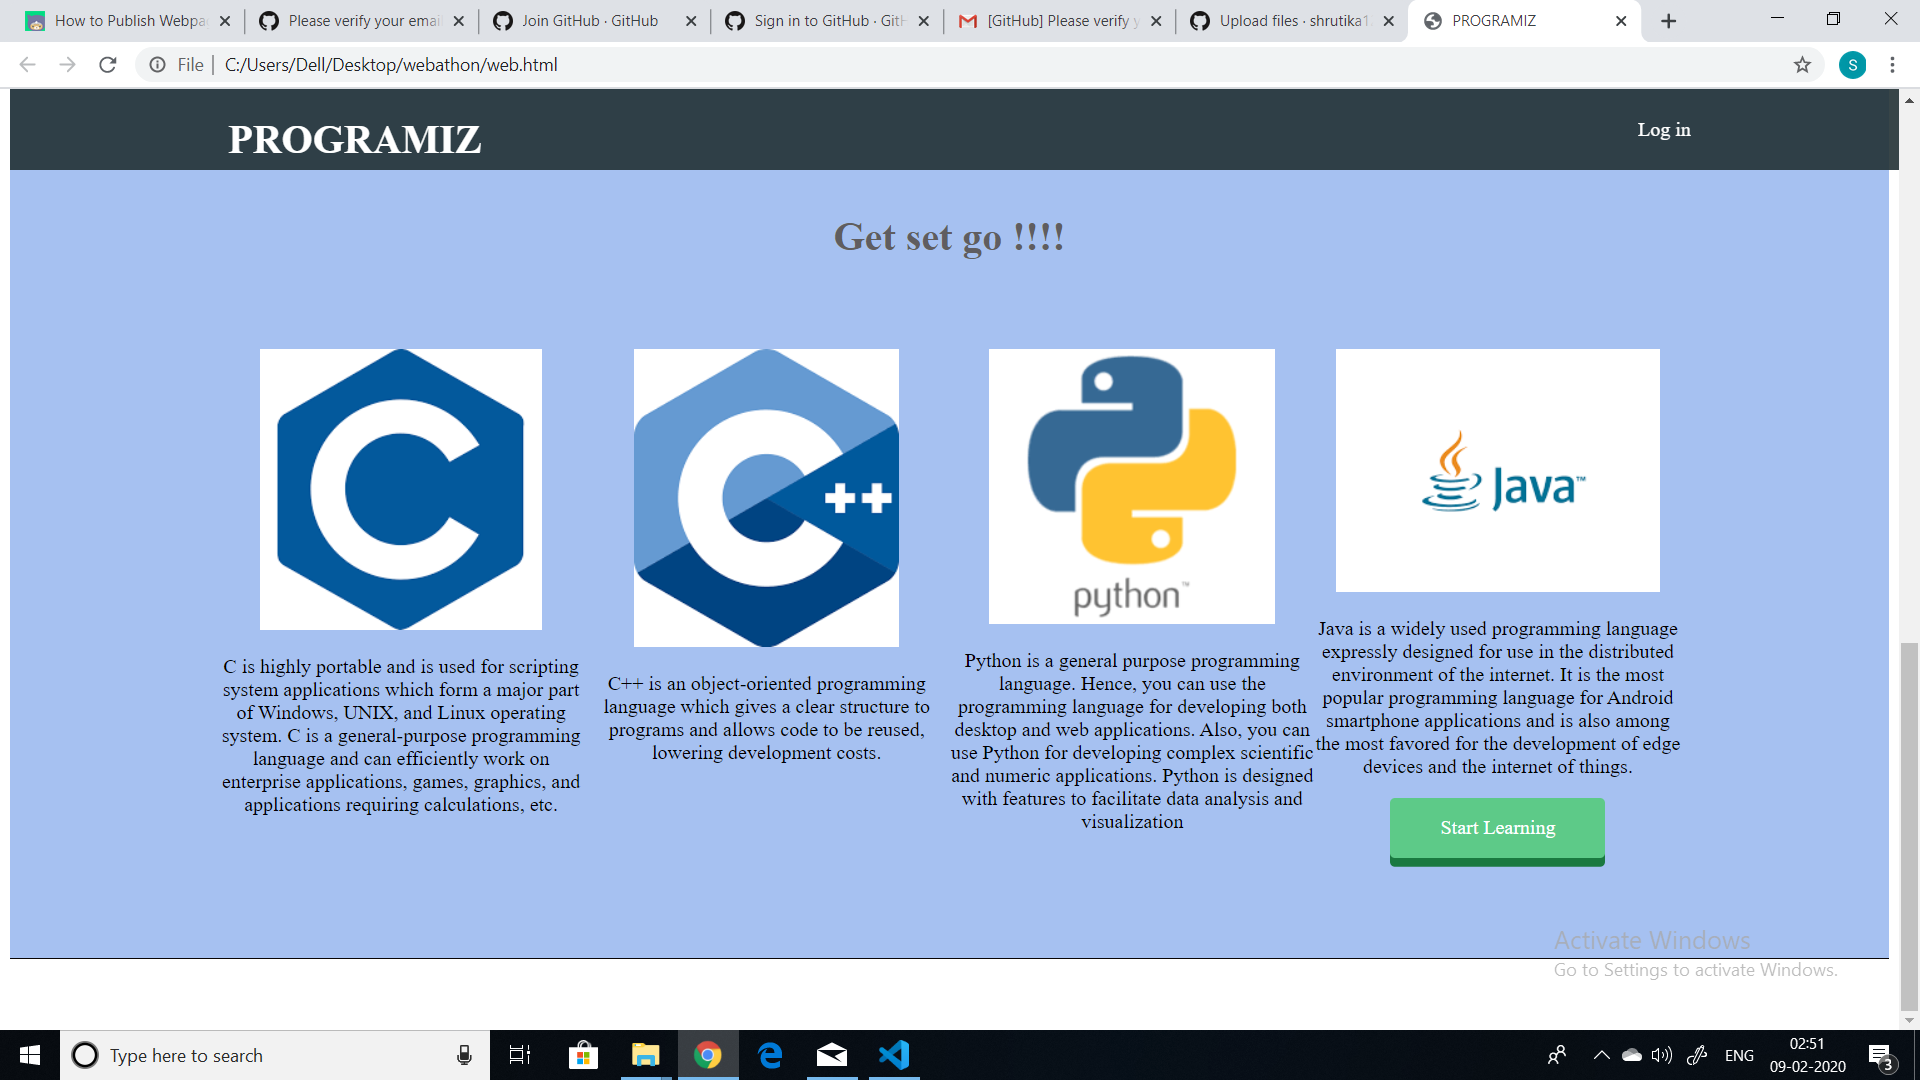 How to Publish Webpa
Please verify your emai
Join GitHub · GitHub
Sign in to GitHub · GitH
[GitHub] Please verify y
Upload files · shrutika1
PROGRAMIZ
File | C:/Users/Dell/Desktop/webathon/web.html
S
PROGRAMIZ
Log in
Get set go !!!!
C
C++
python™
Java™
C is highly portable and is used for scripting
system applications which form a major part
of Windows, UNIX, and Linux operating
system. C is a general-purpose programming
language and can efficiently work on
enterprise applications, games, graphics, and
applications requiring calculations, etc.
C++ is an object-oriented programming
language which gives a clear structure to
programs and allows code to be reused,
lowering development costs.
Python is a general purpose programming
language. Hence, you can use the
programming language for developing both
desktop and web applications. Also, you can
use Python for developing complex scientific
and numeric applications. Python is designed
with features to facilitate data analysis and
visualization
Java is a widely used programming language
expressly designed for use in the distributed
environment of the internet. It is the most
popular programming language for Android
smartphone applications and is also among
the most favored for the development of edge
devices and the internet of things.
Start Learning
Activate Windows
Go to Settings to activate Windows.
Type here to search
ENG
02:51
09-02-2020
3